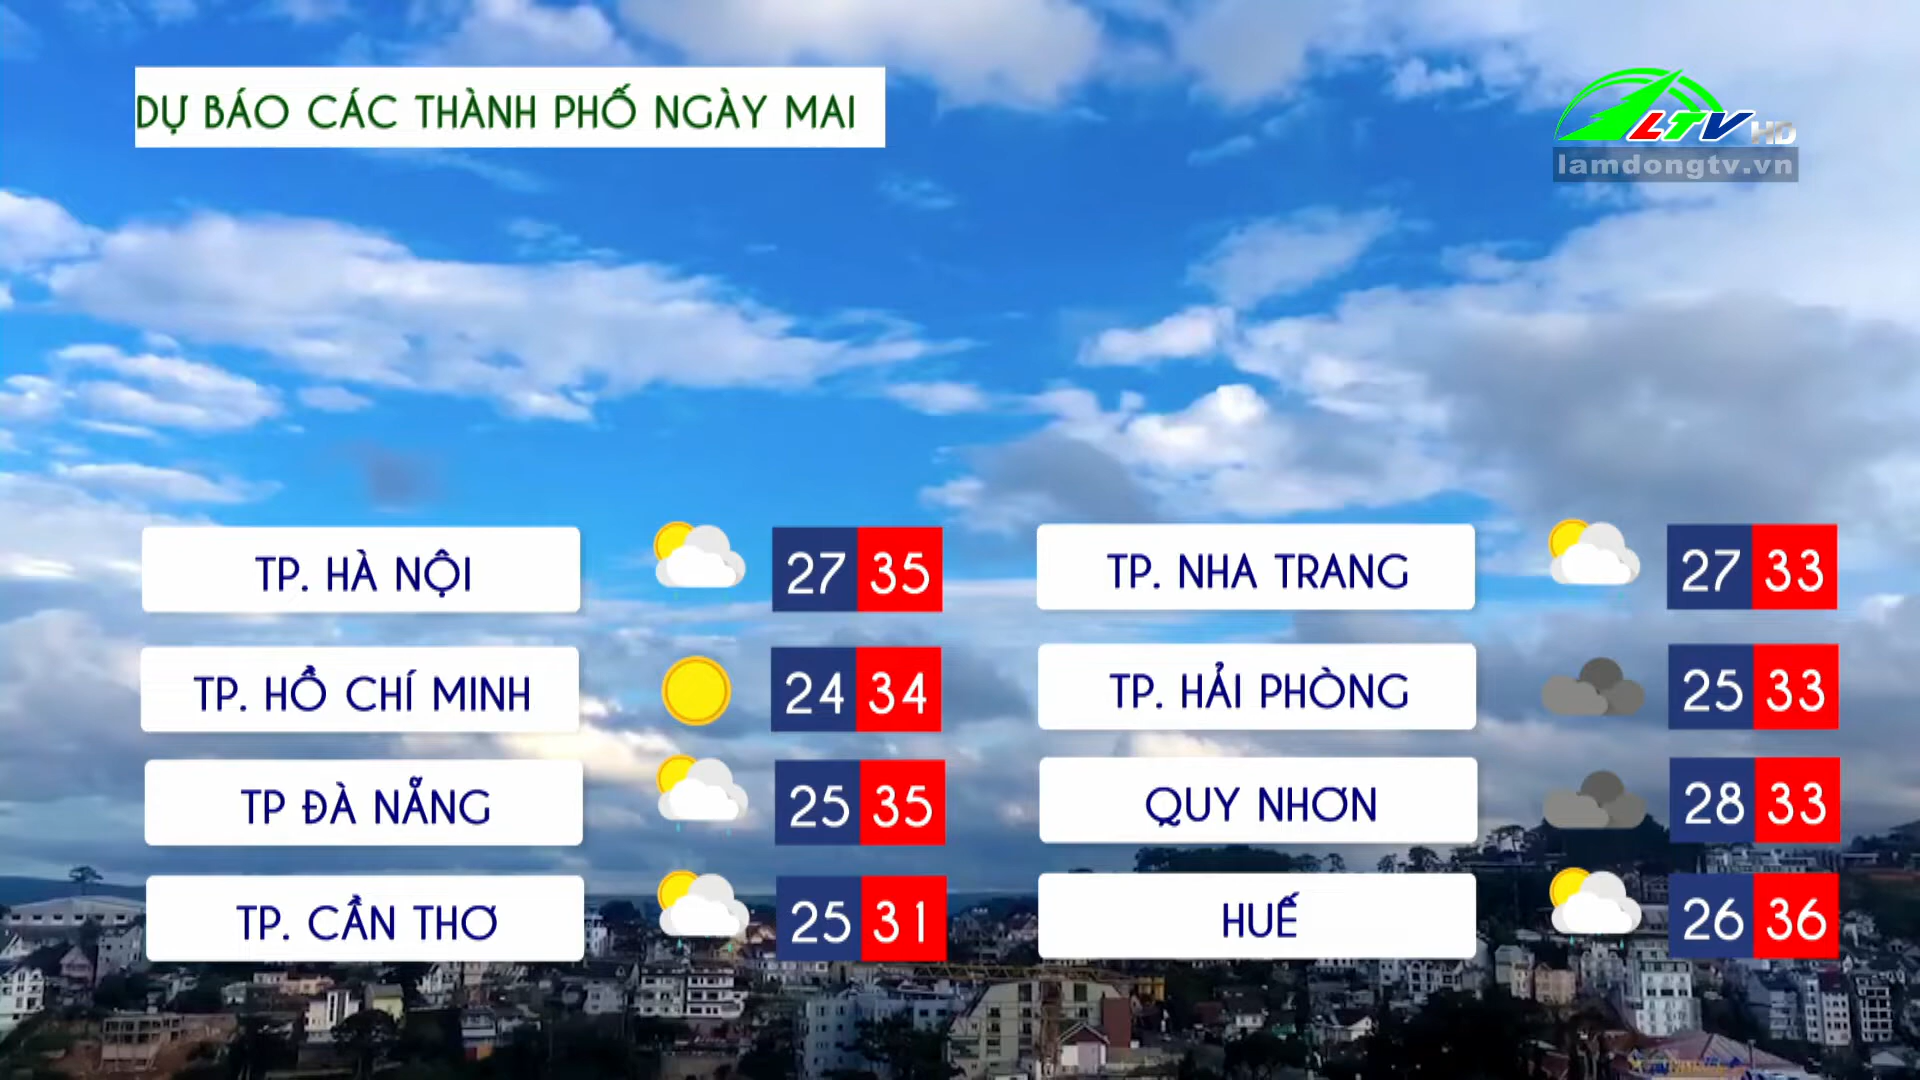 DỰ BÁO CÁC THÀNH PHỐ NGÀY MAI
LTV HD
lamdongtv.vn
TP. HÀ NỘI 27 35
TP. HỒ CHÍ MINH 24 34
TP ĐÀ NẴNG 25 35
TP. CẦN THƠ 25 31
TP. NHA TRANG 27 33
TP. HẢI PHÒNG 25 33
QUY NHƠN 28 33
HUẾ 26 36